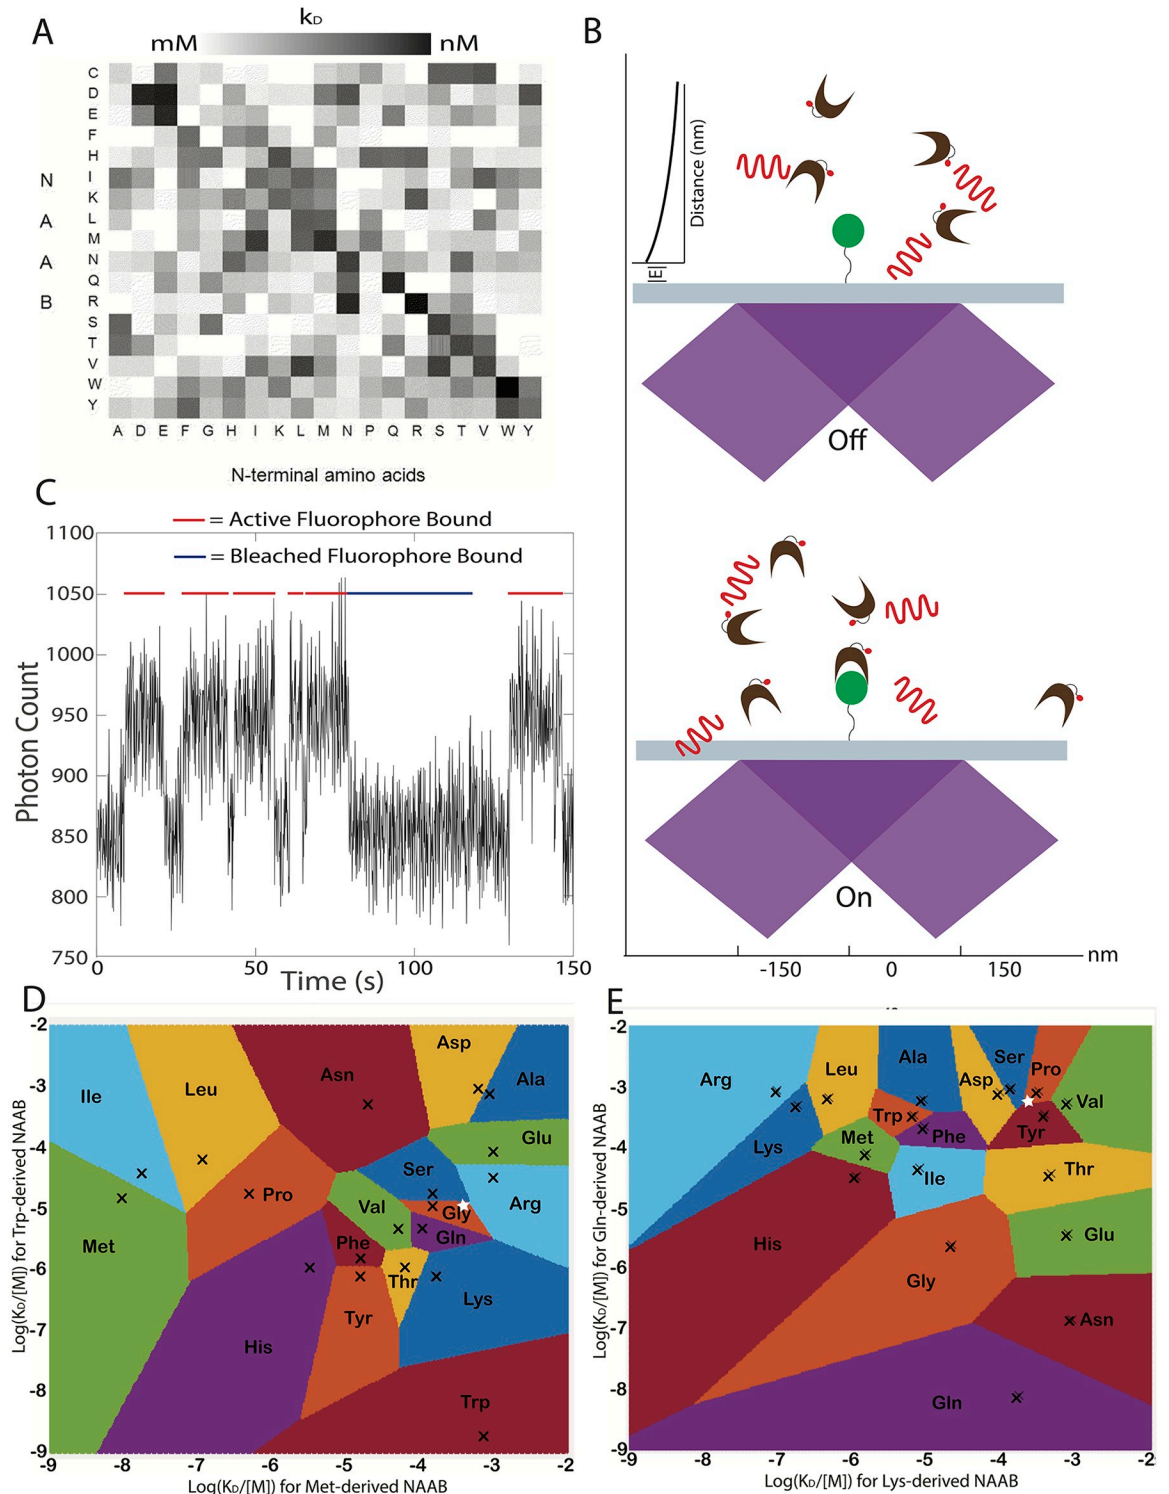 A
k_D
mM
nM
C
D
E
F
H
I
K
L
M
N
Q
R
S
T
V
W
Y
N
A
A
B
A D E F G H I K L M N P Q R S T V W Y
N-terminal amino acids
B
Distance (nm)
|E|
Off
On
-150 0 150 nm
C
= Active Fluorophore Bound
= Bleached Fluorophore Bound
1100
1050
1000
950
900
850
800
750
Photon Count
0 50 100 150
Time (s)
D
-2
-3
-4
-5
-6
-7
-8
-9
Log(K_D/[M]) for Trp-derived NAAB
Ile
Leu
Asn
Asp
Ala
Glu
Ser
Arg
Pro
Val
Gly
Gln
Met
Phe
Thr
Lys
Tyr
His
Trp
-9 -8 -7 -6 -5 -4 -3 -2
Log(K_D/[M]) for Met-derived NAAB
E
-2
-3
-4
-5
-6
-7
-8
-9
Log(K_D/[M]) for Gln-derived NAAB
Arg
Leu
Ala
Asp
Ser
Pro
Val
Trp
Lys
Met
Phe
Tyr
Ile
Thr
His
Glu
Gly
Asn
Gln
-9 -8 -7 -6 -5 -4 -3 -2
Log(K_D/[M]) for Lys-derived NAAB